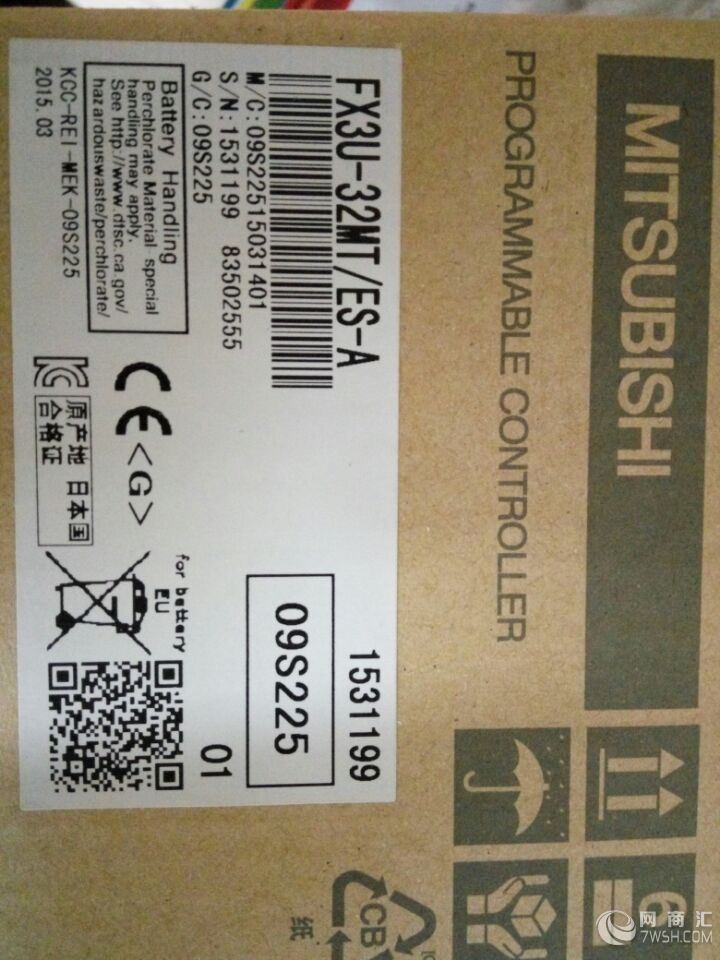 MITSUBISHI
PROGRAMMABLE CONTROLLER
FX3U-32MT/ES-A
1531199
M/C:09S22515031401
S/N:1531199 83502555
G/C:09S225
09S225
01
Battery Handling
Perchlorate Material-special
handling may apply.
See http://www.dtsc.ca.gov/
hazardouswaste/perchlorate/
KCC-REI-MEK-09S225
2015.03
CE <G>
原产地 日本国
合格证
for battery
EU
6
CB
纸
网商汇
7WSH.COM